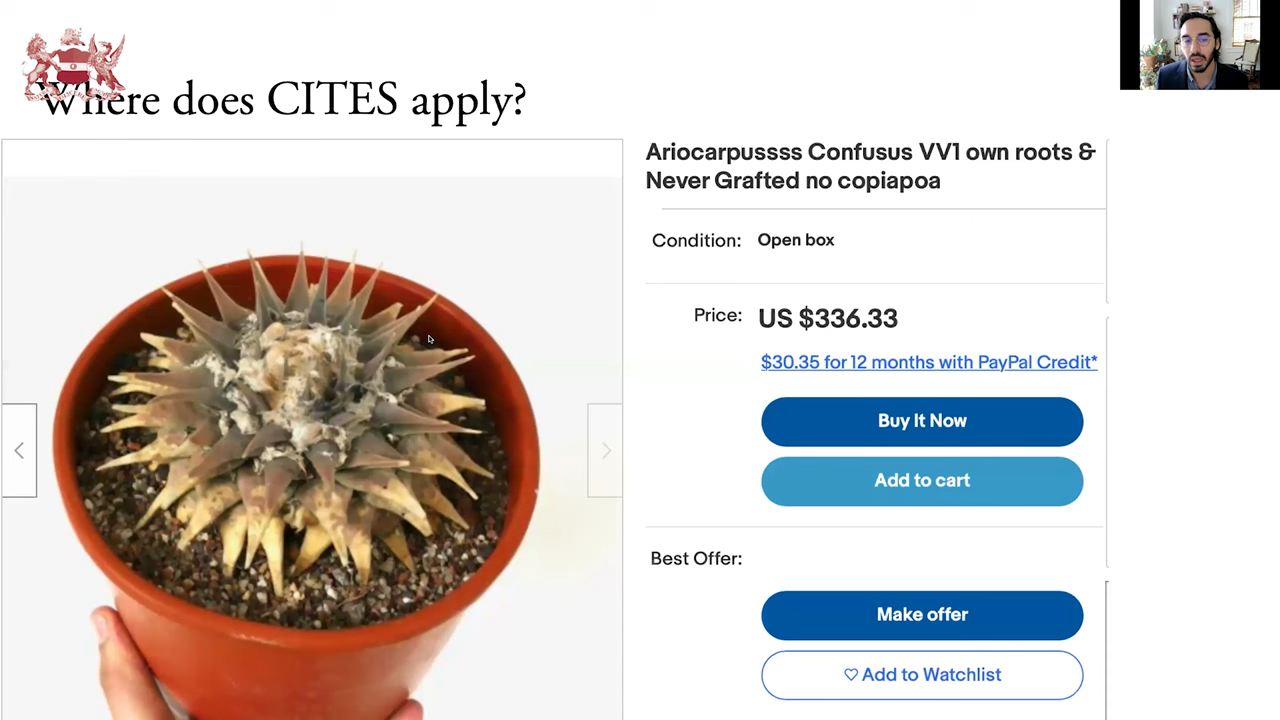 Where does CITES apply?
Ariocarpussss Confusus VV1 own roots &
Never Grafted no copiapoa
Condition: Open box
Price: US $336.33
$30.35 for 12 months with PayPal Credit*
Buy It Now
Add to cart
Best Offer:
Make offer
Add to Watchlist